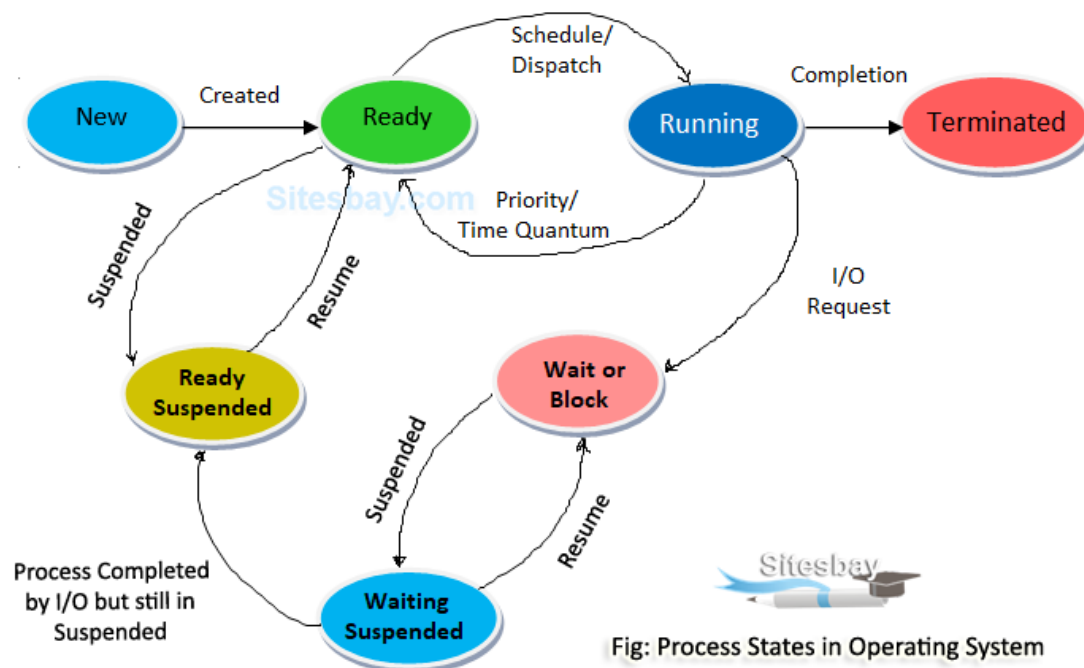 Schedule/
Dispatch
Completion
Created
New
Ready
Running
Terminated
Sitesbay.com
Priority/
Time Quantum
Suspended
Resume
I/O
Request
Ready
Suspended
Wait or
Block
Suspended
Resume
Process Completed
by I/O but still in
Suspended
Waiting
Suspended
Sitesbay
Fig: Process States in Operating System